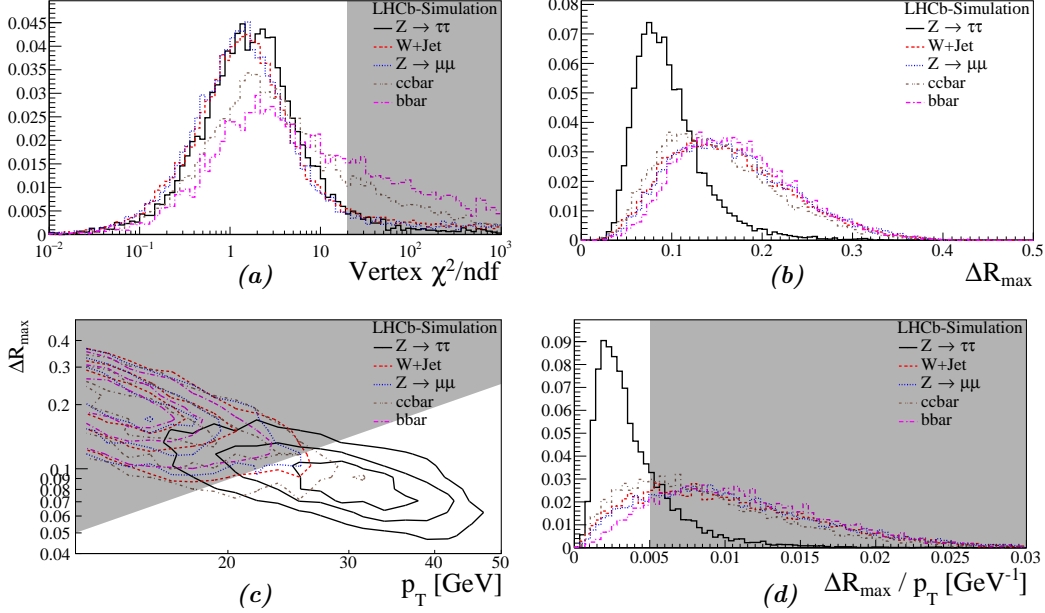 LHCb-Simulation
Z → ττ
W+Jet
Z → μμ
ccbar
bbar
0.045
0.04
0.035
0.03
0.025
0.02
0.015
0.01
0.005
0
10⁻² 10⁻¹ 1 10 10² 10³
(a) Vertex χ²/ndf
LHCb-Simulation
Z → ττ
W+Jet
Z → μμ
ccbar
bbar
0.08
0.07
0.06
0.05
0.04
0.03
0.02
0.01
0.00
0 0.1 0.2 0.3 0.4 0.5
(b) ΔR_max
ΔR_max
LHCb-Simulation
Z → ττ
W+Jet
Z → μμ
ccbar
bbar
0.4
0.3
0.2
0.1
0.09
0.08
0.07
0.06
0.05
0.04
20 30 40 50
(c) p_T [GeV]
LHCb-Simulation
Z → ττ
W+Jet
Z → μμ
ccbar
bbar
0.09
0.08
0.07
0.06
0.05
0.04
0.03
0.02
0.01
0.00
0 0.005 0.01 0.015 0.02 0.025 0.03
(d) ΔR_max / p_T [GeV⁻¹]